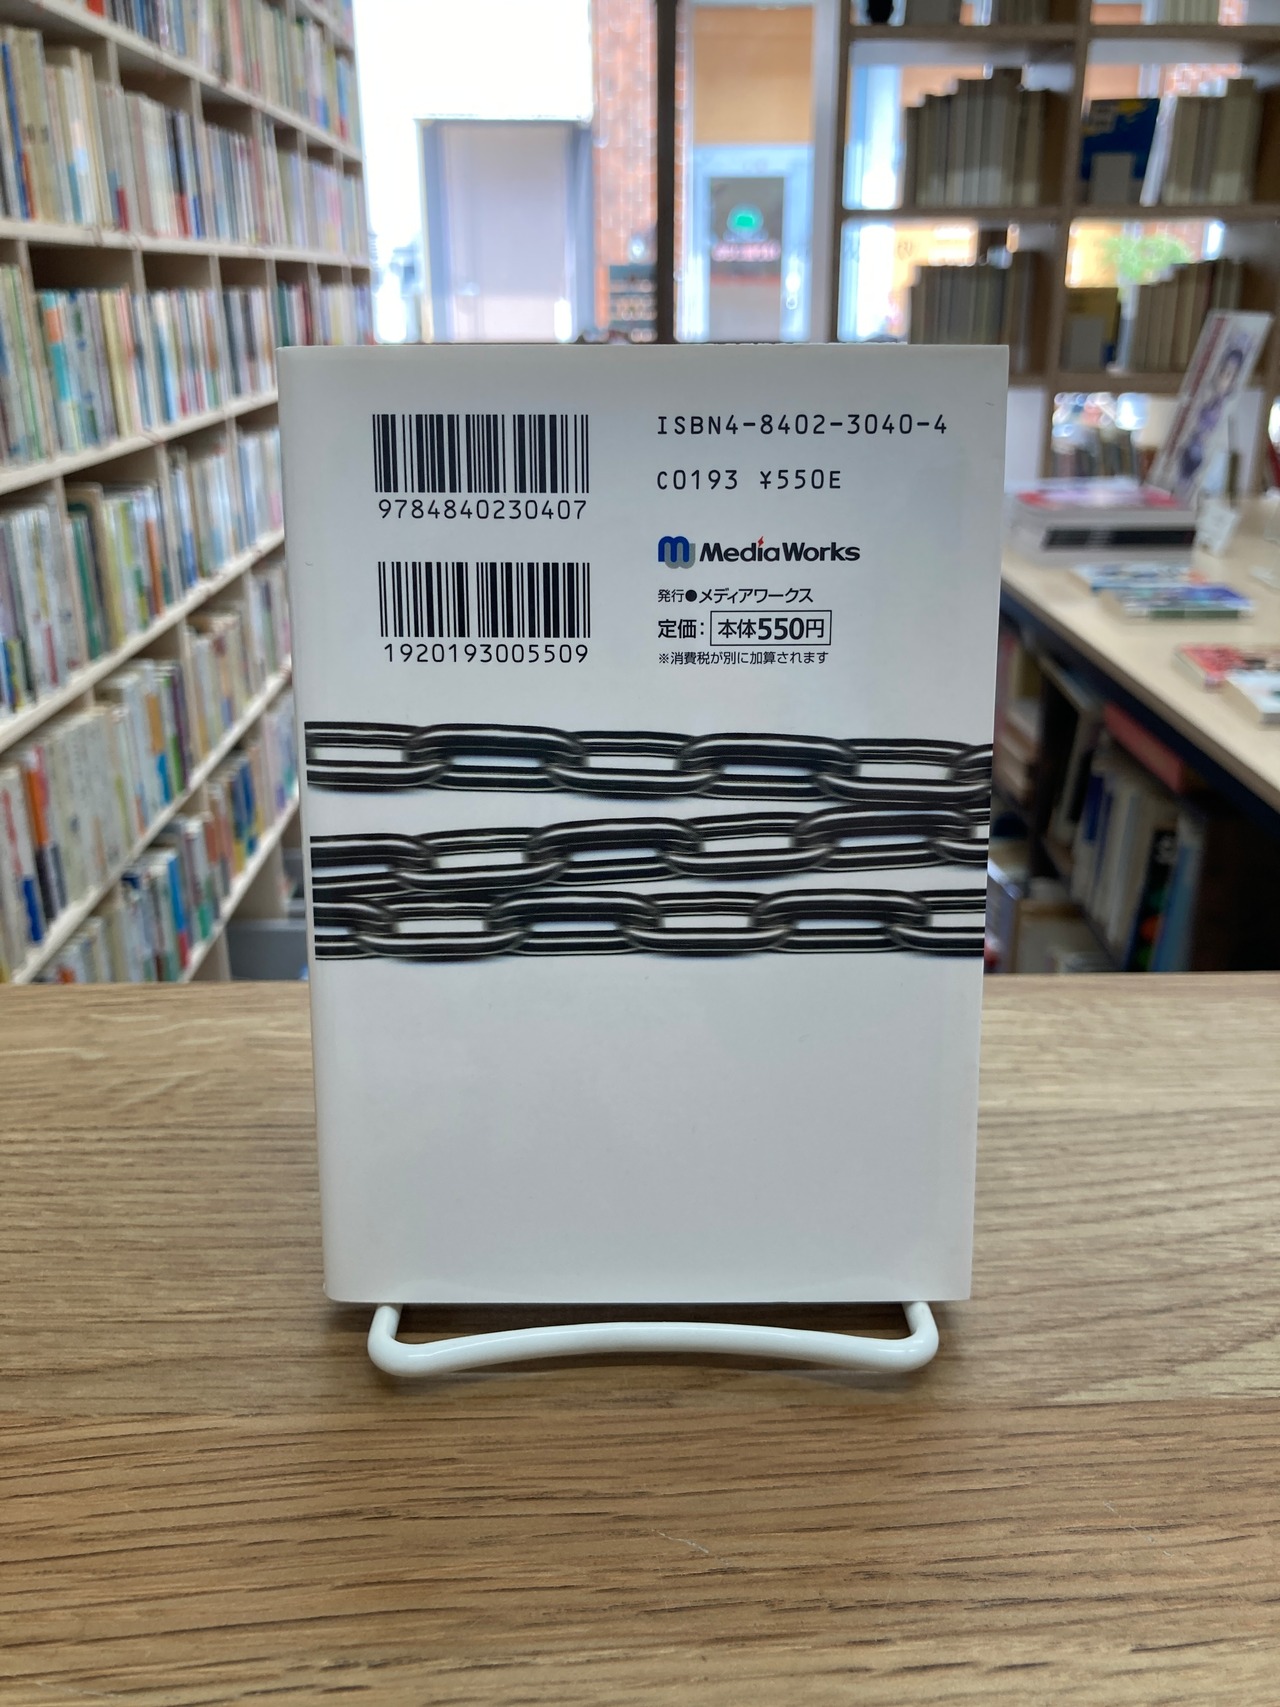 9784840230407
1920193005509
ISBN4-8402-3040-4
C0193 ¥550E
MediaWorks
発行●メディアワークス
定価:本体550円
※消費税が別に加算されます